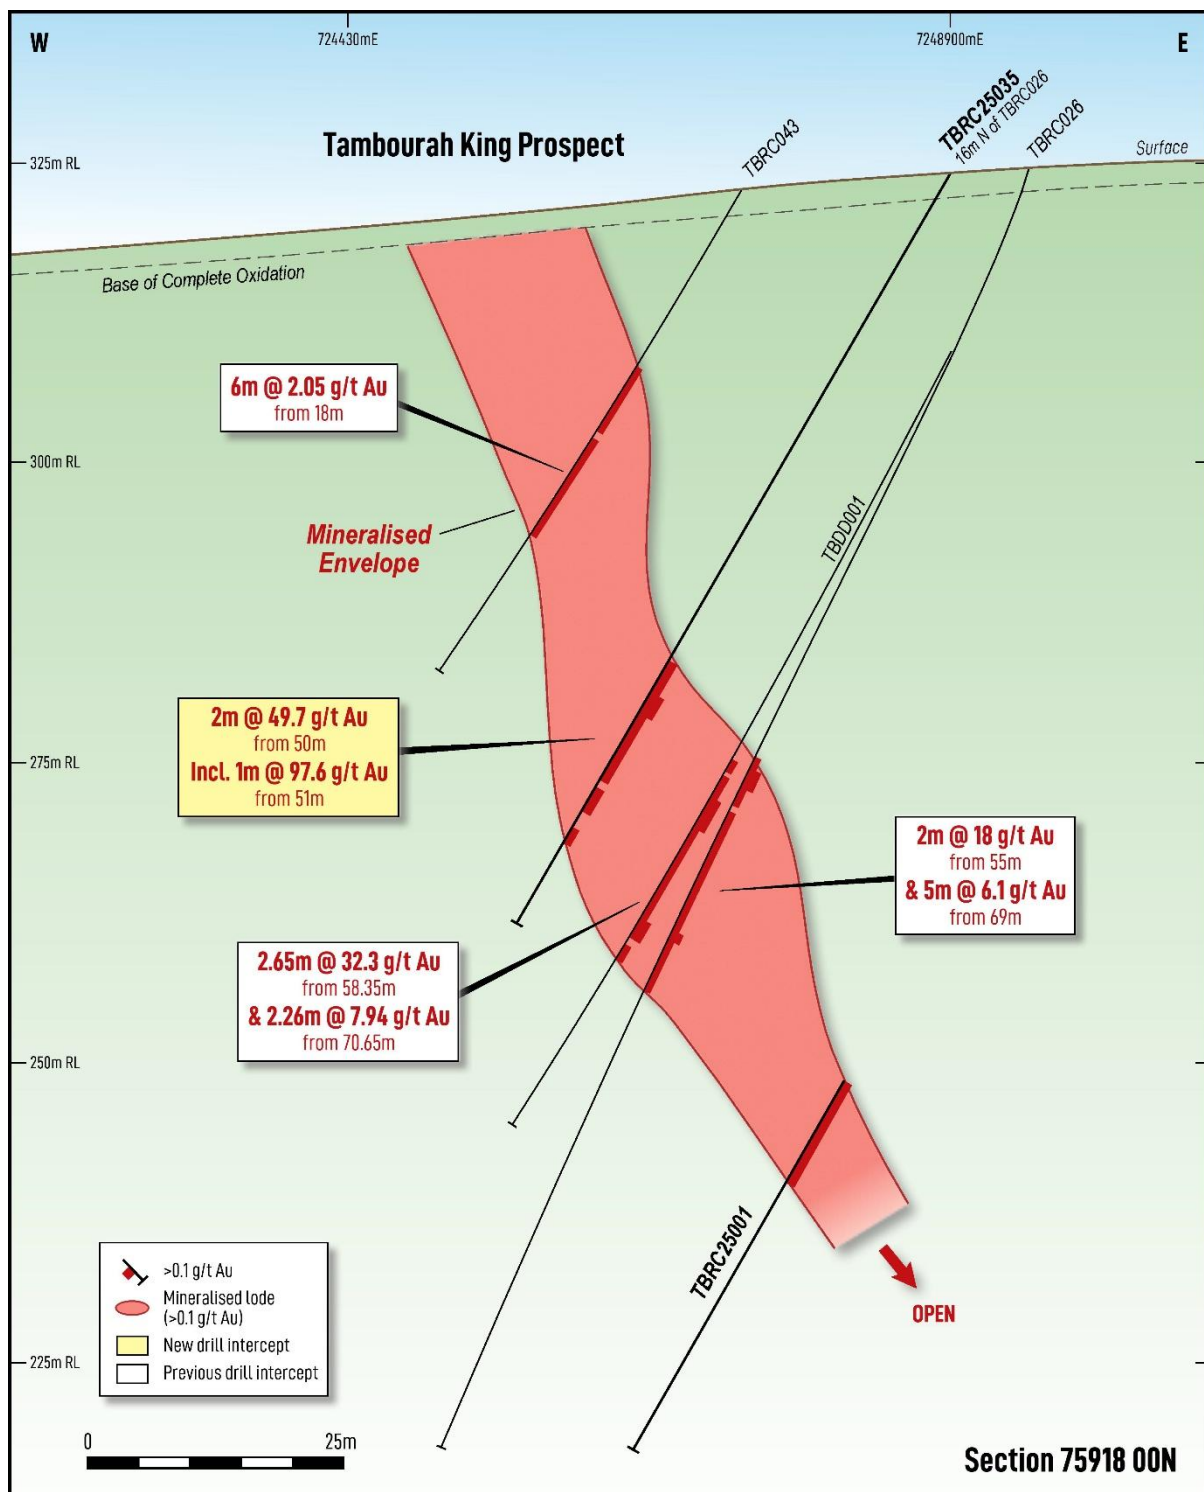 W
724430mE
7248900mE
E
Tambourah King Prospect
TBRC043
TBRC25035
16m N of TBRC026
TBRC026
325m RL
Surface
Base of Complete Oxidation
6m @ 2.05 g/t Au
from 18m
300m RL
Mineralised
Envelope
TBDD001
2m @ 49.7 g/t Au
from 50m
Incl. 1m @ 97.6 g/t Au
from 51m
275m RL
2m @ 18 g/t Au
from 55m
& 5m @ 6.1 g/t Au
from 69m
2.65m @ 32.3 g/t Au
from 58.35m
& 2.26m @ 7.94 g/t Au
from 70.65m
250m RL
TBRC25001
>0.1 g/t Au
Mineralised lode
(>0.1 g/t Au)
New drill intercept
Previous drill intercept
OPEN
225m RL
0
25m
Section 75918 00N